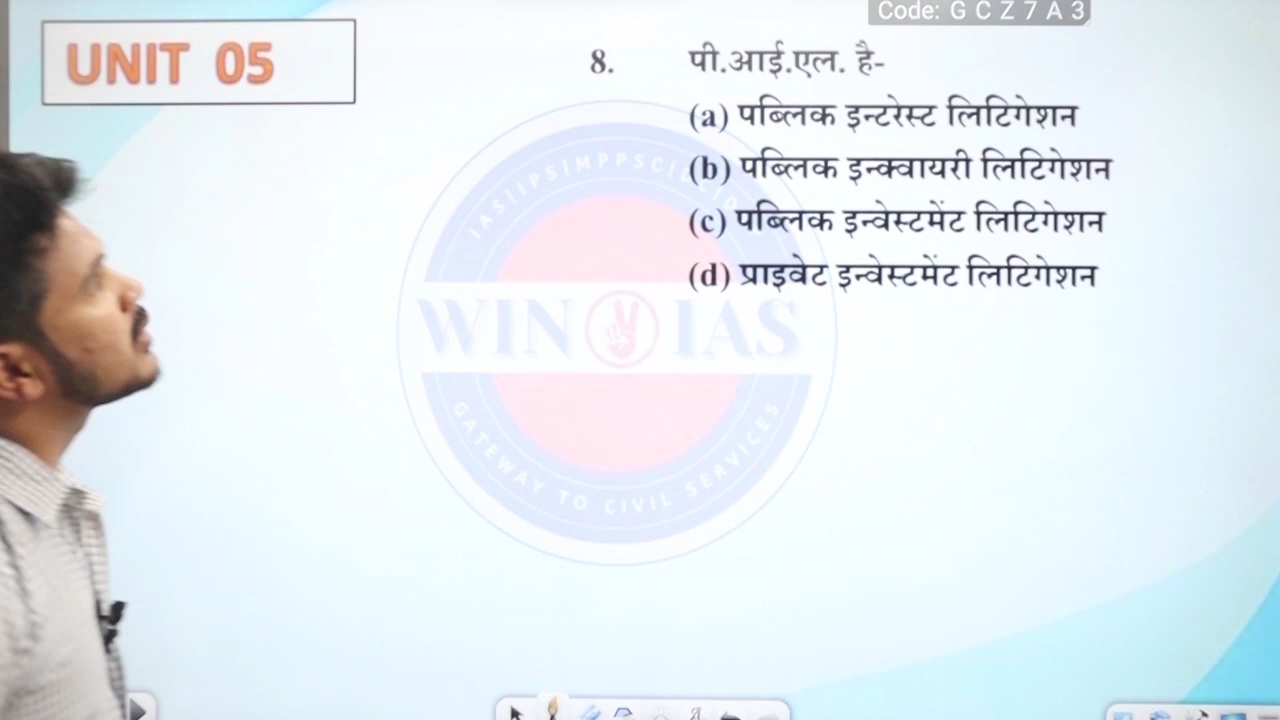 Code: G C Z 7 A 3
UNIT 05
8. पी.आई.एल. है-
(a) पब्लिक इन्टरेस्ट लिटिगेशन
(b) पब्लिक इन्क्वायरी लिटिगेशन
(c) पब्लिक इन्वेस्टमेंट लिटिगेशन
(d) प्राइवेट इन्वेस्टमेंट लिटिगेशन
WIN IAS
GATEWAY TO CIVIL SERVICES